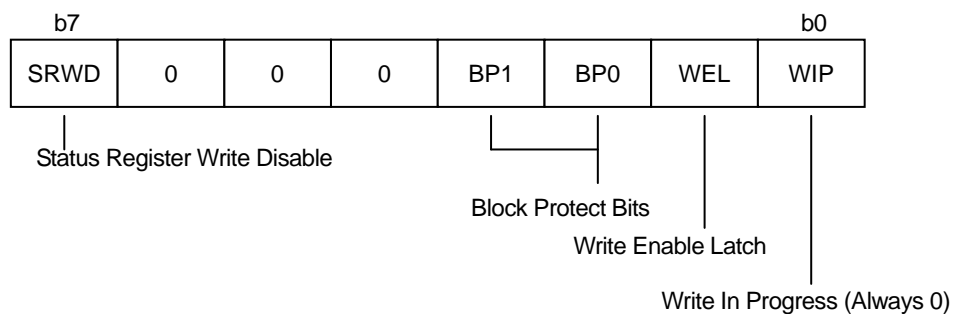 b7 b0
SRWD 0 0 0 BP1 BP0 WEL WIP
Status Register Write Disable
Block Protect Bits
Write Enable Latch
Write In Progress (Always 0)